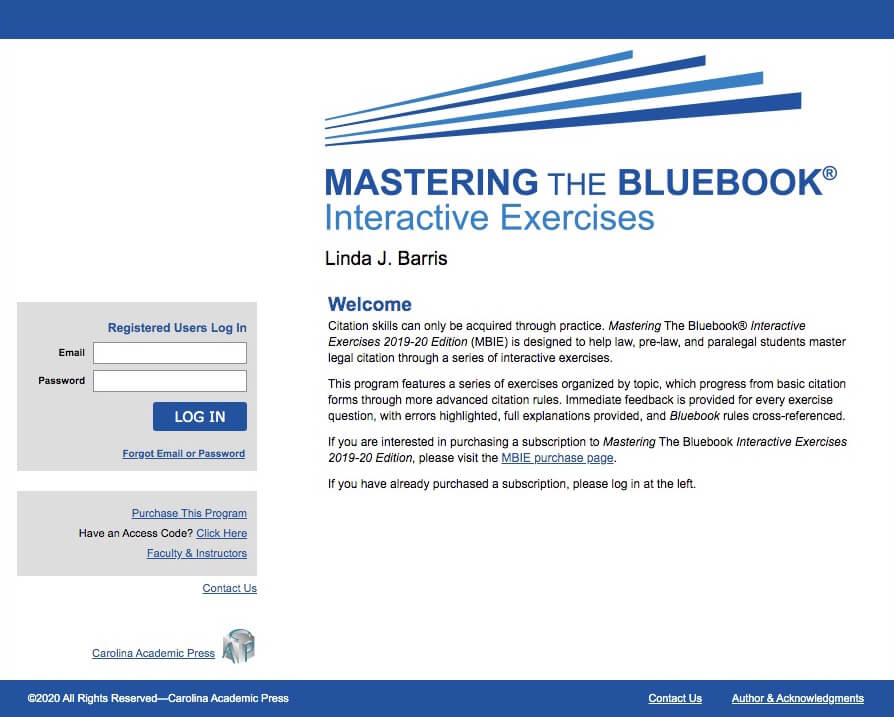 MASTERING THE BLUEBOOK®
Interactive Exercises
Linda J. Barris
Registered Users Log In
Email
Password
LOG IN
Forgot Email or Password
Purchase This Program
Have an Access Code? Click Here
Faculty & Instructors
Contact Us
Carolina Academic Press
Welcome
Citation skills can only be acquired through practice. Mastering The Bluebook® Interactive
Exercises 2019-20 Edition (MBIE) is designed to help law, pre-law, and paralegal students master
legal citation through a series of interactive exercises.
This program features a series of exercises organized by topic, which progress from basic citation
forms through more advanced citation rules. Immediate feedback is provided for every exercise
question, with errors highlighted, full explanations provided, and Bluebook rules cross-referenced.
If you are interested in purchasing a subscription to Mastering The Bluebook Interactive Exercises
2019-20 Edition, please visit the MBIE purchase page.
If you have already purchased a subscription, please log in at the left.
©2020 All Rights Reserved—Carolina Academic Press
Contact Us
Author & Acknowledgments